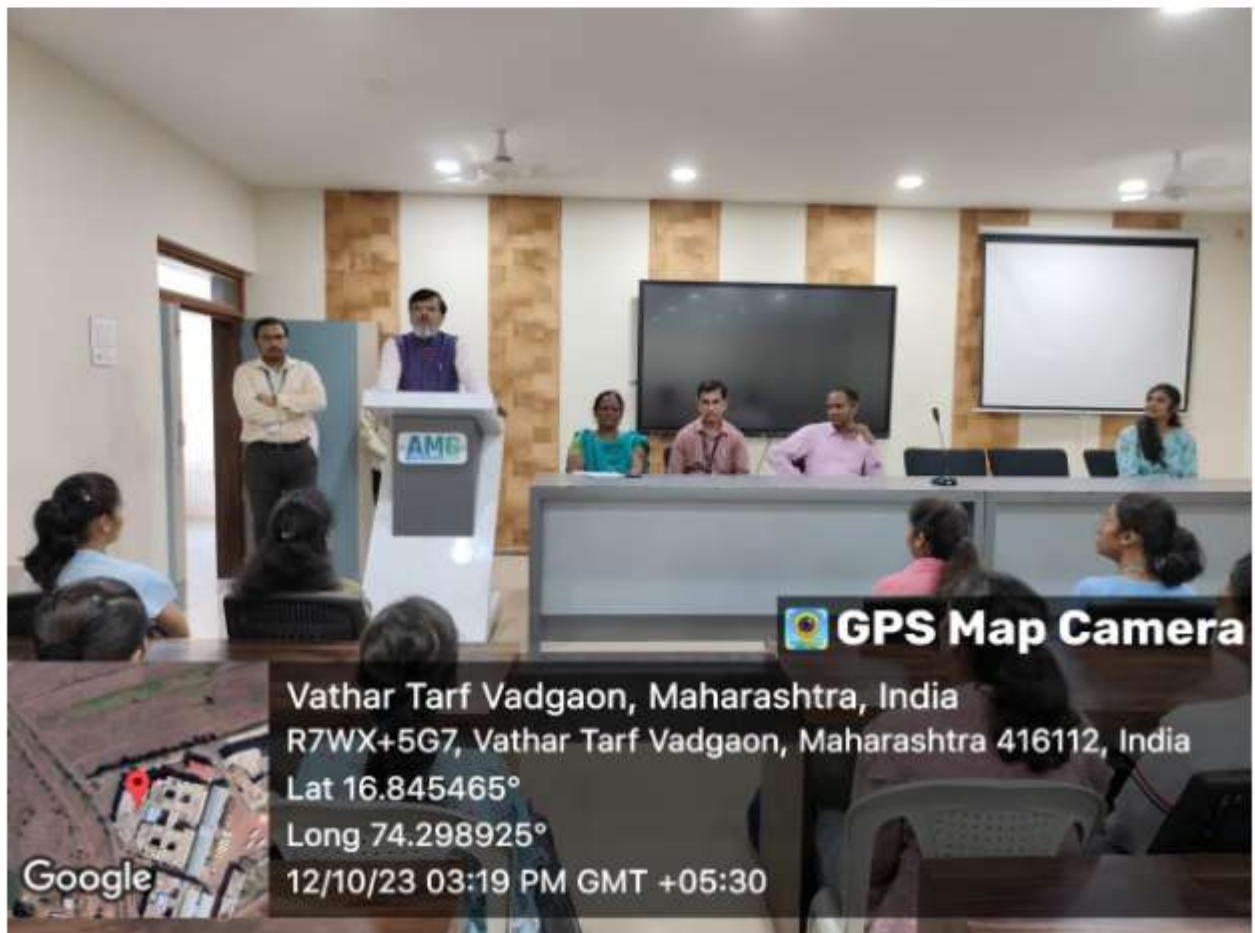 AMG
GPS Map Camera
Vathar Tarf Vadgaon, Maharashtra, India
R7WX+5G7, Vathar Tarf Vadgaon, Maharashtra 416112, India
Lat 16.845465°
Long 74.298925°
12/10/23 03:19 PM GMT +05:30
Google